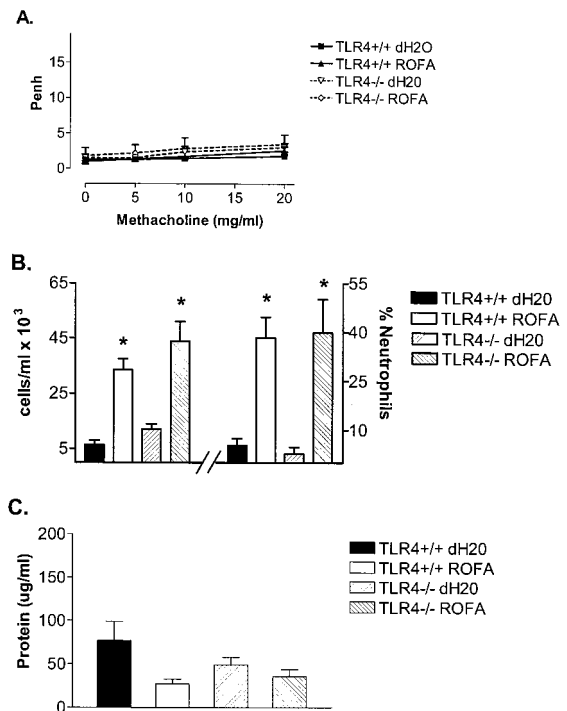 A.
TLR4+/+ dH2O
TLR4+/+ ROFA
TLR4-/- dH20
TLR4-/- ROFA
Penh
15
10
5
0
0 5 10 15 20
Methacholine (mg/ml)
B.
65
45
25
5
cells/ml x 10³
* * * *
55
40
25
10
% Neutrophils
TLR4+/+ dH20
TLR4+/+ ROFA
TLR4-/- dH20
TLR4-/- ROFA
C.
200
150
100
50
0
Protein (ug/ml)
TLR4+/+ dH20
TLR4+/+ ROFA
TLR4-/- dH20
TLR4-/- ROFA